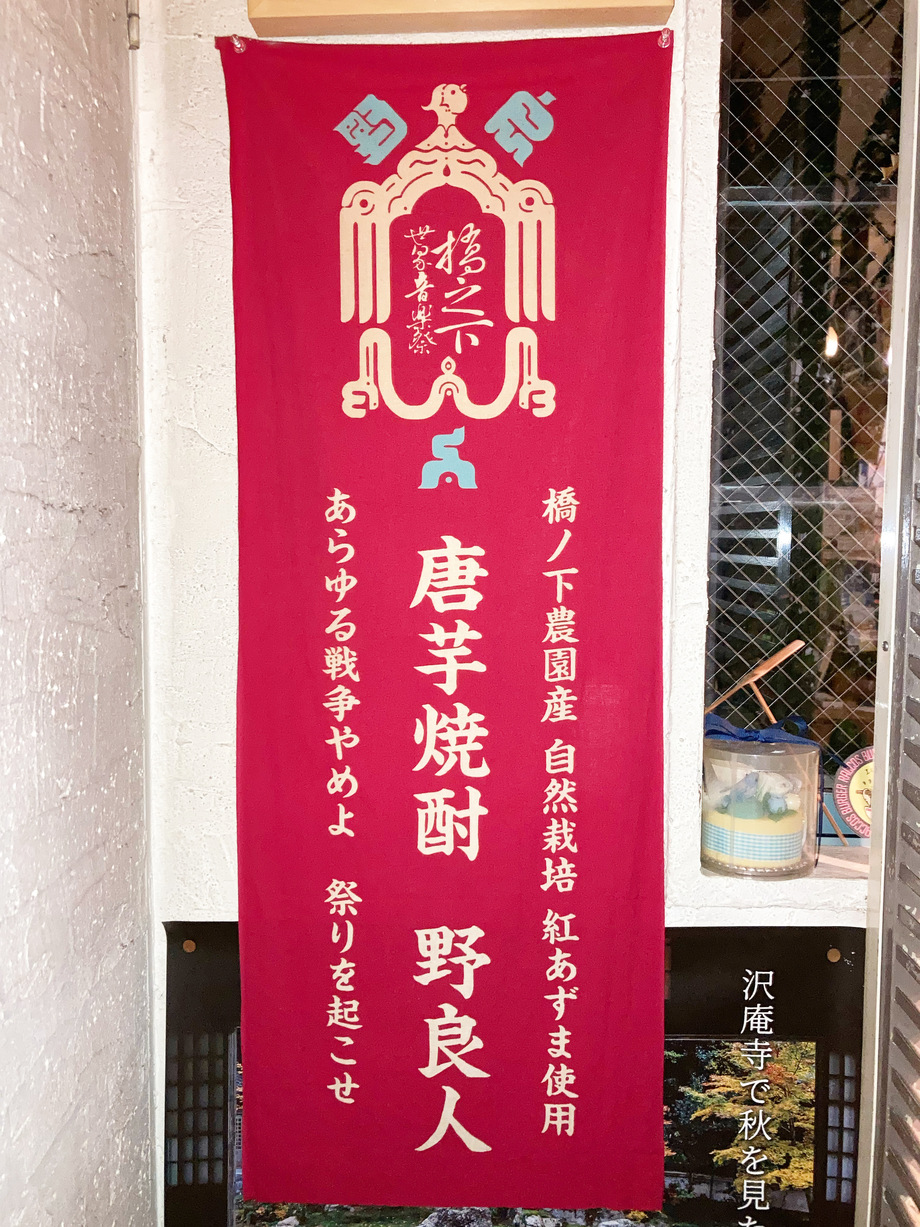 橋之下
世界音楽祭
橋ノ下農園産 自然栽培 紅あずま使用
唐芋焼酎 野良人
あらゆる戦争やめよ 祭りを起こせ
沢庵寺で秋を見
BURGER